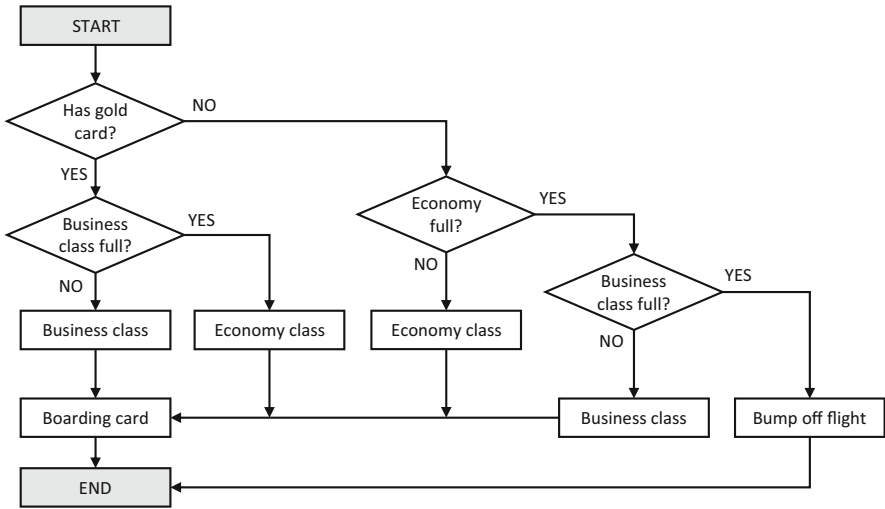 START
Has gold
card?
NO
YES
Business
class full?
YES
NO
Economy
full?
YES
NO
Business
class full?
YES
NO
Business class
Economy class
Economy class
Boarding card
Business class
Bump off flight
END